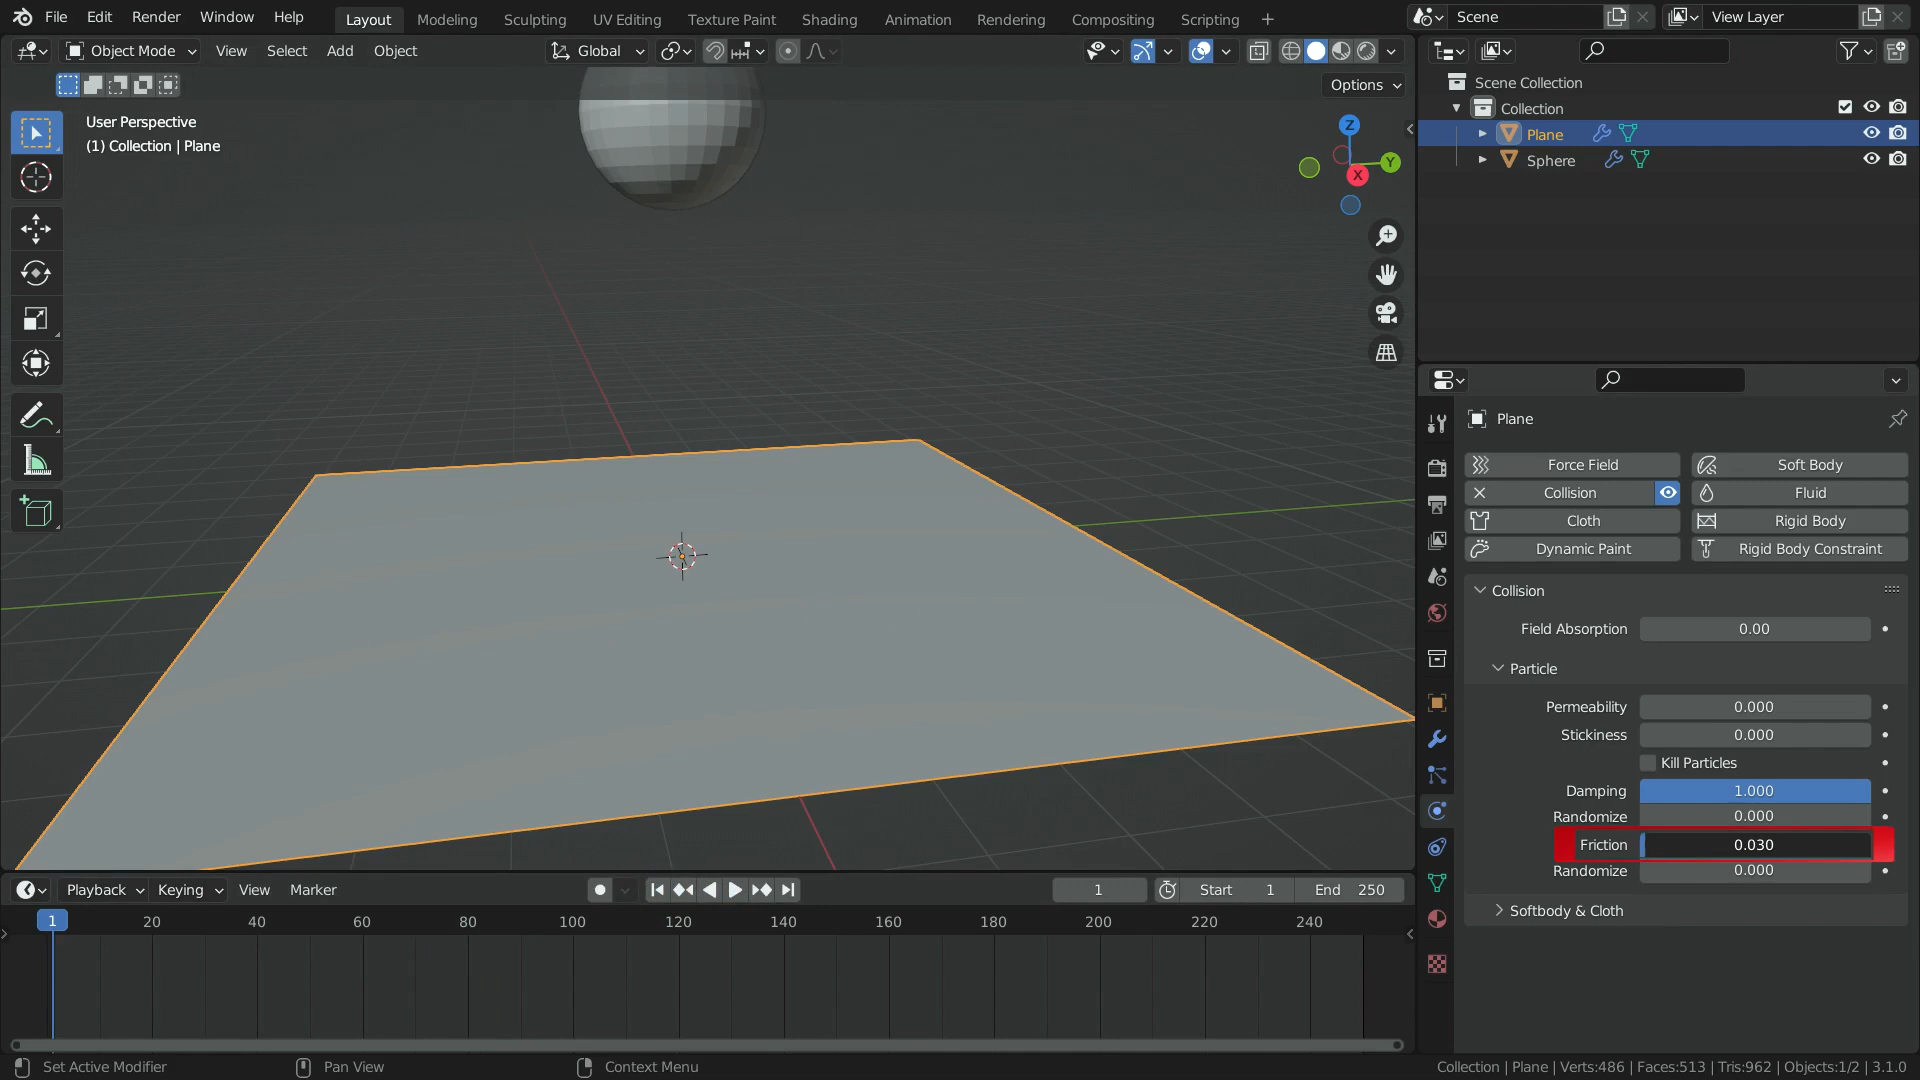 File Edit Render Window Help Layout Modeling Sculpting UV Editing Texture Paint Shading Animation Rendering Compositing Scripting Scene View Layer
Object Mode View Select Add Object Global
Options
User Perspective
(1) Collection | Plane
Z
Y
X
Scene Collection
Collection
Plane
Sphere
Plane
Force Field Soft Body
Collision Fluid
Cloth Rigid Body
Dynamic Paint Rigid Body Constraint
Collision
Field Absorption 0.00
Particle
Permeability 0.000
Stickiness 0.000
Kill Particles
Damping 1.000
Randomize 0.000
Friction 0.030
Randomize 0.000
Softbody & Cloth
Playback Keying View Marker 1 Start 1 End 250
1 20 40 60 80 100 120 140 160 180 200 220 240
Set Active Modifier Pan View Context Menu Collection | Plane | Verts:486 | Faces:513 | Tris:962 | Objects:1/2 | 3.1.0